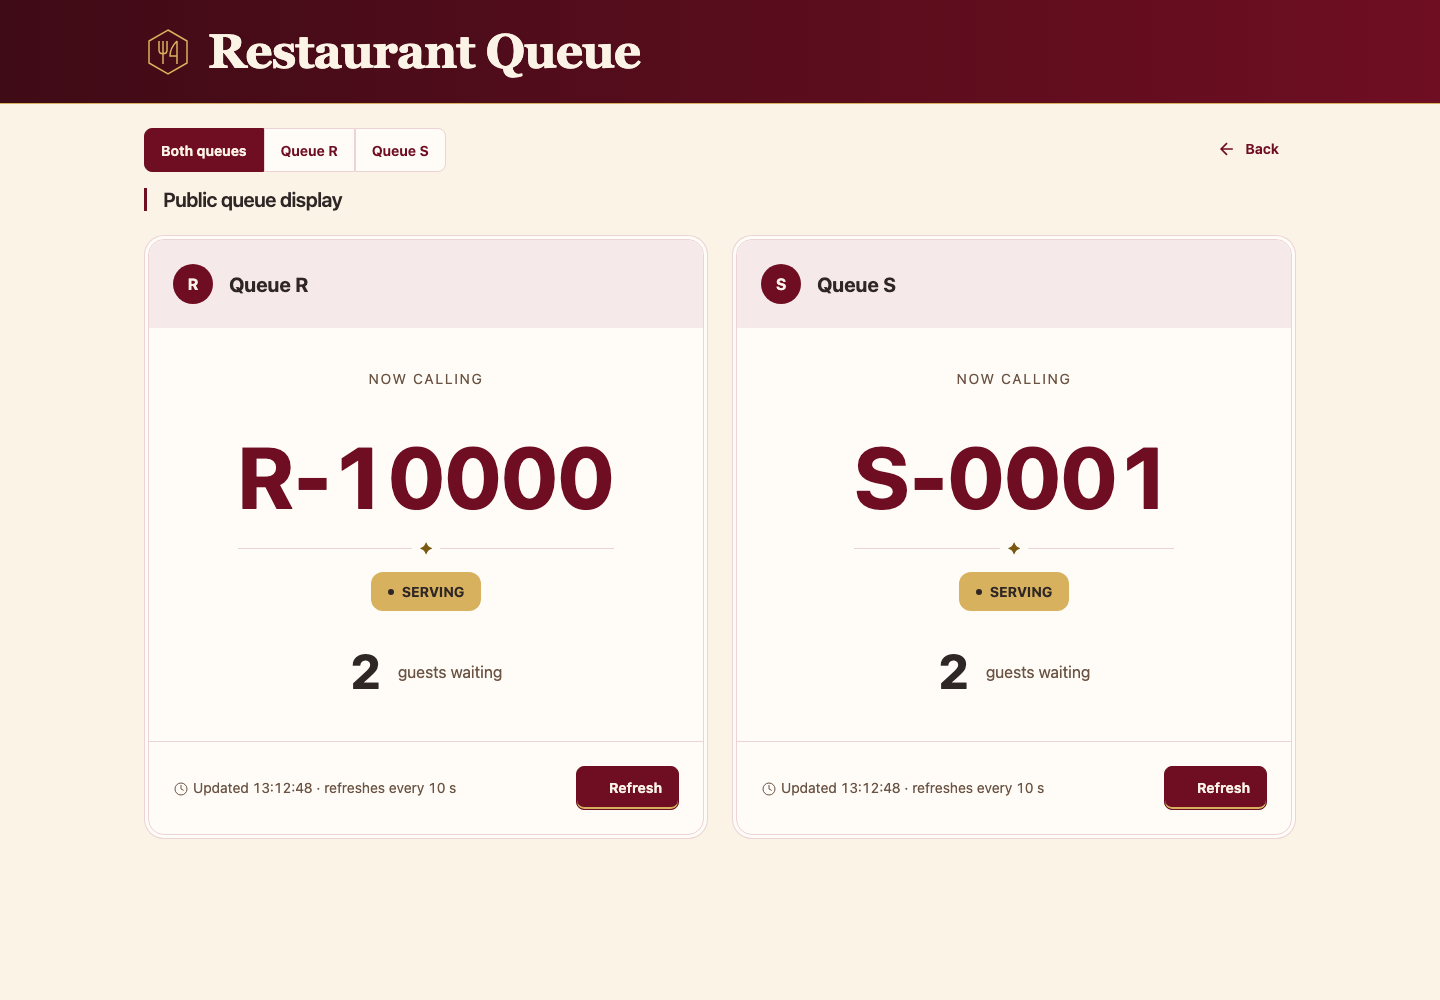 Restaurant Queue
Both queues Queue R Queue S
Back
Public queue display
R Queue R
NOW CALLING
R-10000
SERVING
2 guests waiting
Updated 13:12:48 · refreshes every 10 s
Refresh
S Queue S
NOW CALLING
S-0001
SERVING
2 guests waiting
Updated 13:12:48 · refreshes every 10 s
Refresh